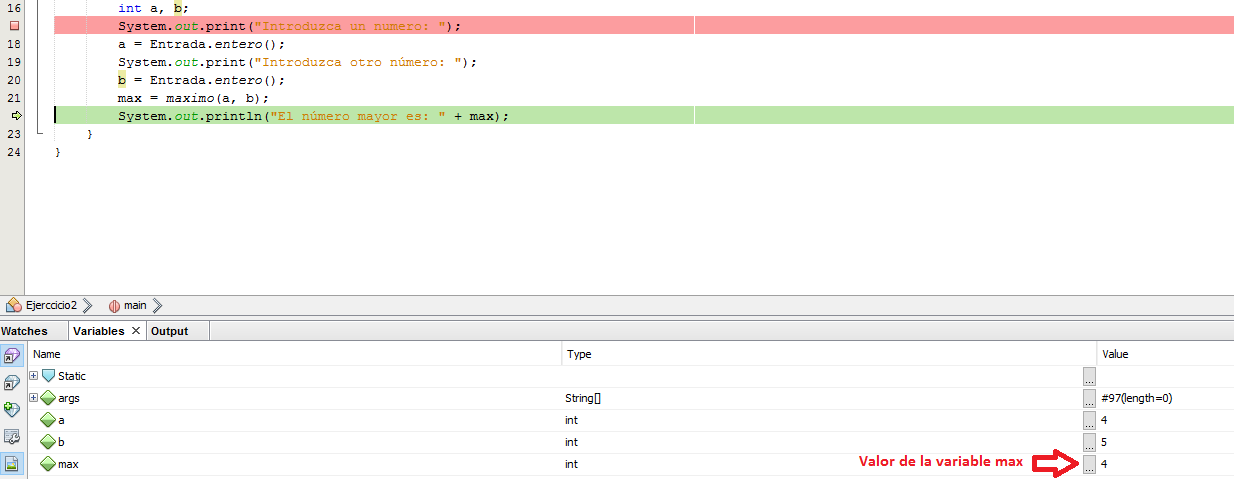 16 int a, b;
System.out.print("Introduzca un numero: ");
18 a = Entrada.entero();
19 System.out.print("Introduzca otro número: ");
20 b = Entrada.entero();
21 max = maximo(a, b);
System.out.println("El número mayor es: " + max);
23 }
24 }
Ejerccicio2 main
Watches Variables Output
Name Type Value
Static ...
args String[] ... #97(length=0)
a int ... 4
b int ... 5
max int Valor de la variable max ... 4